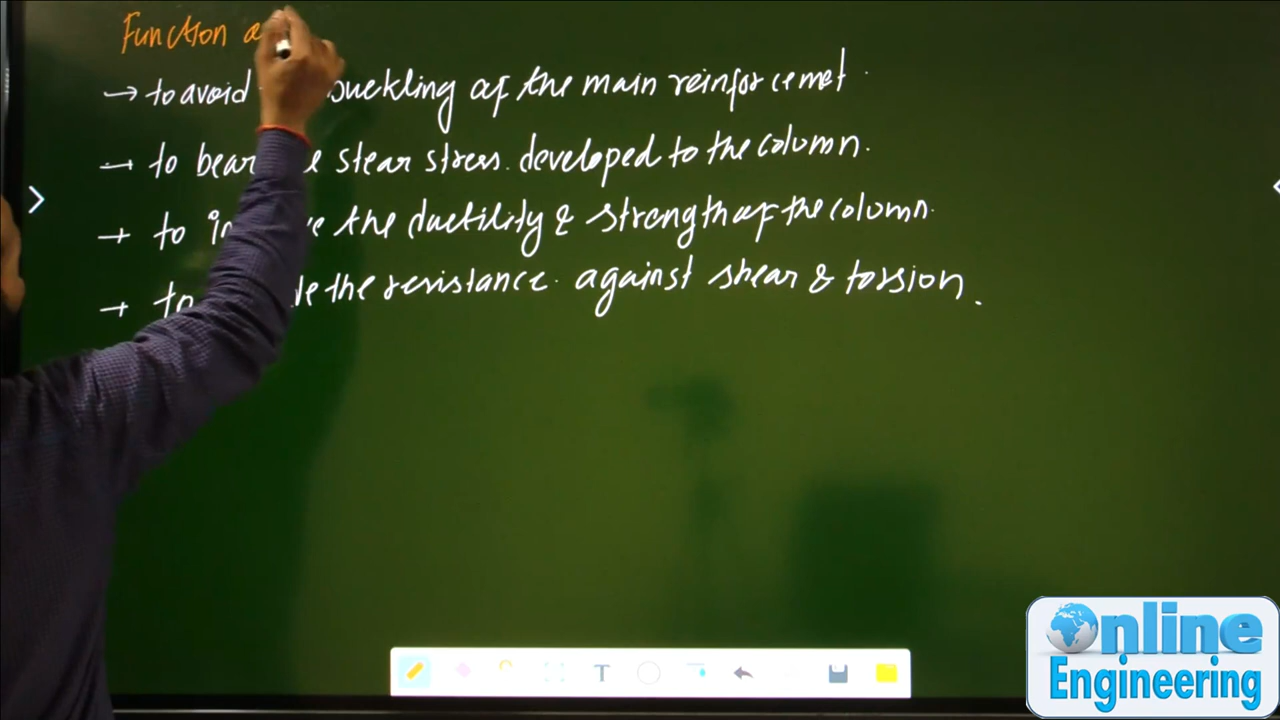 Function
→ to avoid buckling of the main reinforcemet.
→ to bear stear stress. developed to the column.
→ to the ductility & strength of the column.
→ to the resistance. against shear & torsion.
Online
Engineering